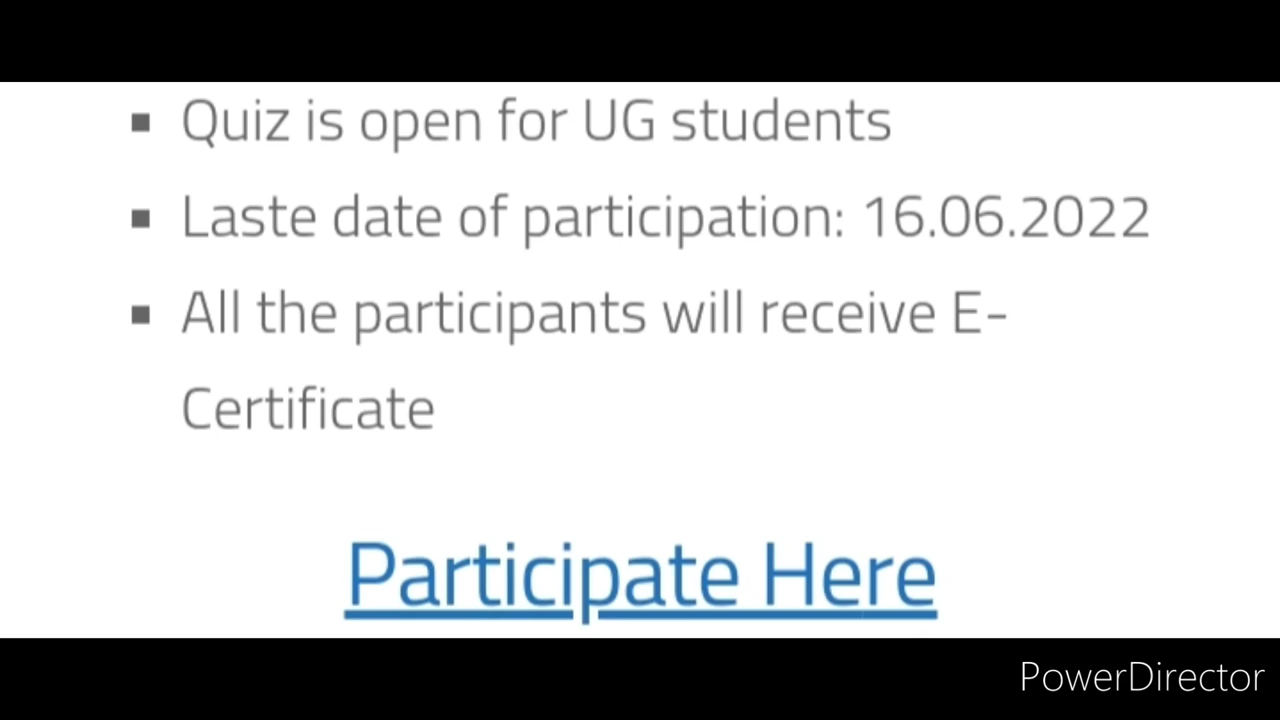 ▪ Quiz is open for UG students
▪ Laste date of participation: 16.06.2022
▪ All the participants will receive E-
Certificate
Participate Here
PowerDirector